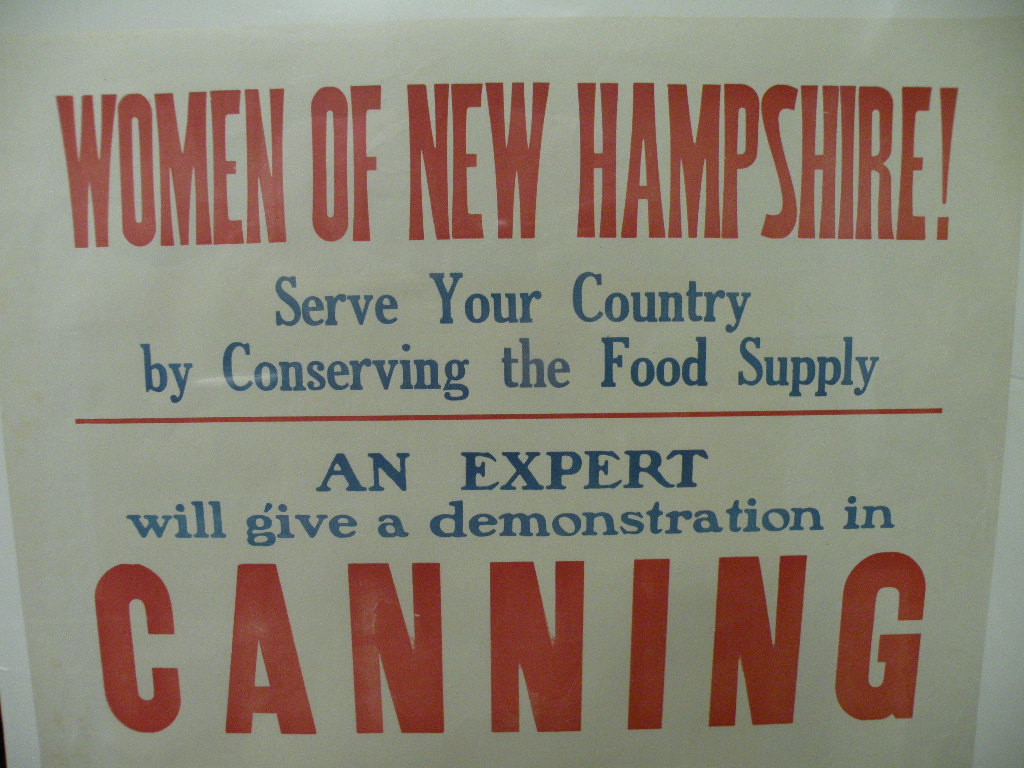 WOMEN OF NEW HAMPSHIRE!
Serve Your Country
by Conserving the Food Supply
AN EXPERT
will give a demonstration in
CANNING